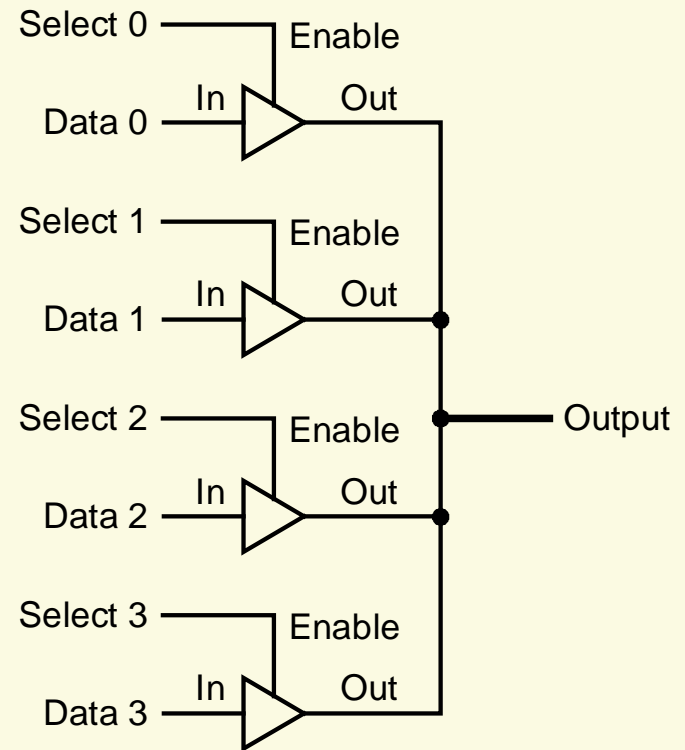 Select 0
Enable
In
Out
Data 0
Select 1
Enable
In
Out
Data 1
Select 2
Enable
Output
In
Out
Data 2
Select 3
Enable
In
Out
Data 3